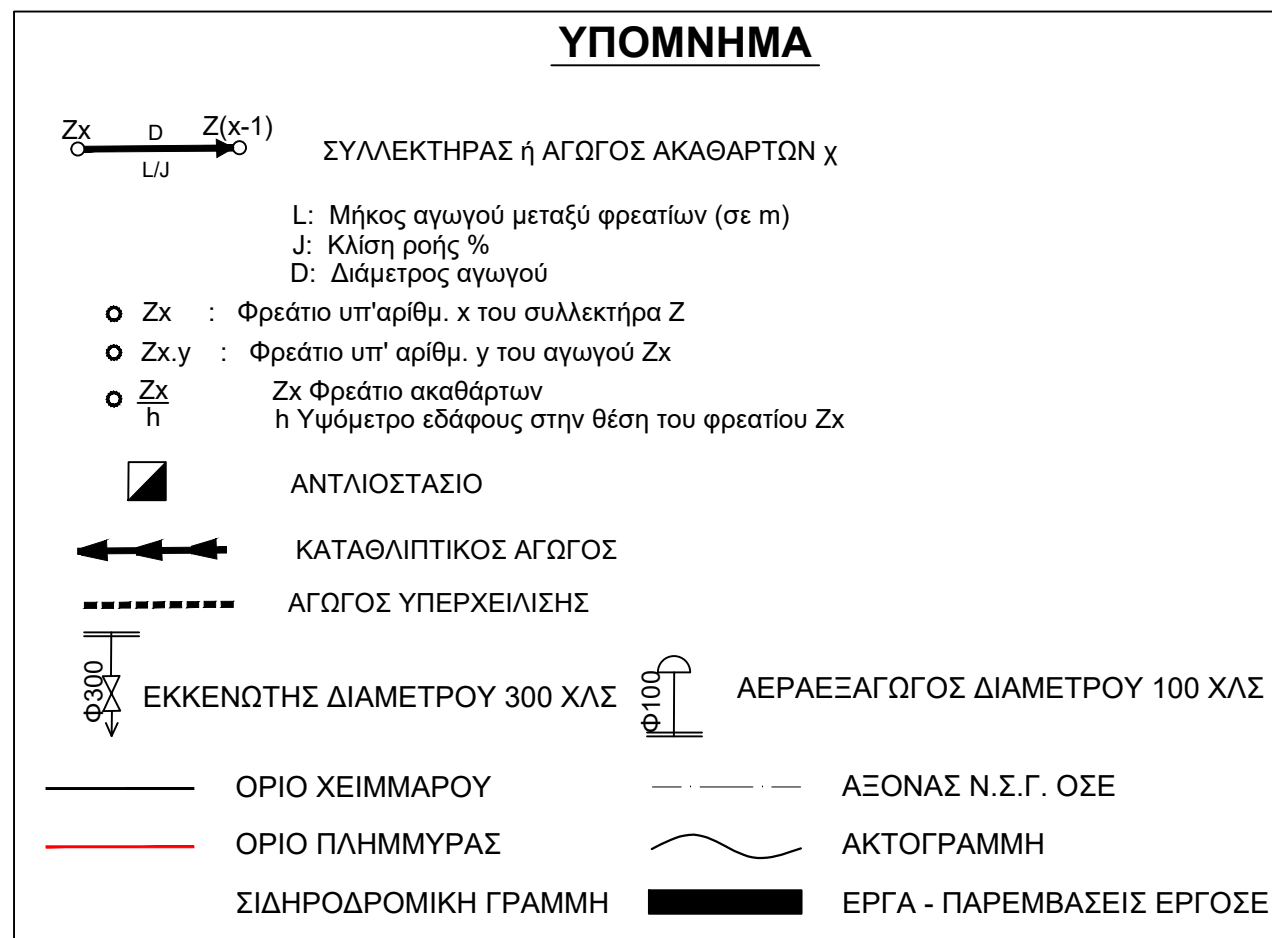 ΥΠΟΜΝΗΜΑ
Zx D Z(x-1)
L/J
ΣΥΛΛΕΚΤΗΡΑΣ ή ΑΓΩΓΟΣ ΑΚΑΘΑΡΤΩΝ χ
L: Μήκος αγωγού μεταξύ φρεατίων (σε m)
J: Κλίση ροής %
D: Διάμετρος αγωγού
Zx : Φρεάτιο υπ'αρίθμ. x του συλλεκτήρα Z
Zx.y : Φρεάτιο υπ' αρίθμ. y του αγωγού Zx
Zx Zx Φρεάτιο ακαθάρτων
h h Υψόμετρο εδάφους στην θέση του φρεατίου Zx
ΑΝΤΛΙΟΣΤΑΣΙΟ
ΚΑΤΑΘΛΙΠΤΙΚΟΣ ΑΓΩΓΟΣ
ΑΓΩΓΟΣ ΥΠΕΡΧΕΙΛΙΣΗΣ
Φ300 ΕΚΚΕΝΩΤΗΣ ΔΙΑΜΕΤΡΟΥ 300 ΧΛΣ
Φ100 ΑΕΡΑΕΞΑΓΩΓΟΣ ΔΙΑΜΕΤΡΟΥ 100 ΧΛΣ
ΟΡΙΟ ΧΕΙΜΜΑΡΟΥ
ΑΞΟΝΑΣ Ν.Σ.Γ. ΟΣΕ
ΟΡΙΟ ΠΛΗΜΜΥΡΑΣ
ΑΚΤΟΓΡΑΜΜΗ
ΣΙΔΗΡΟΔΡΟΜΙΚΗ ΓΡΑΜΜΗ
ΕΡΓΑ - ΠΑΡΕΜΒΑΣΕΙΣ ΕΡΓΟΣΕ